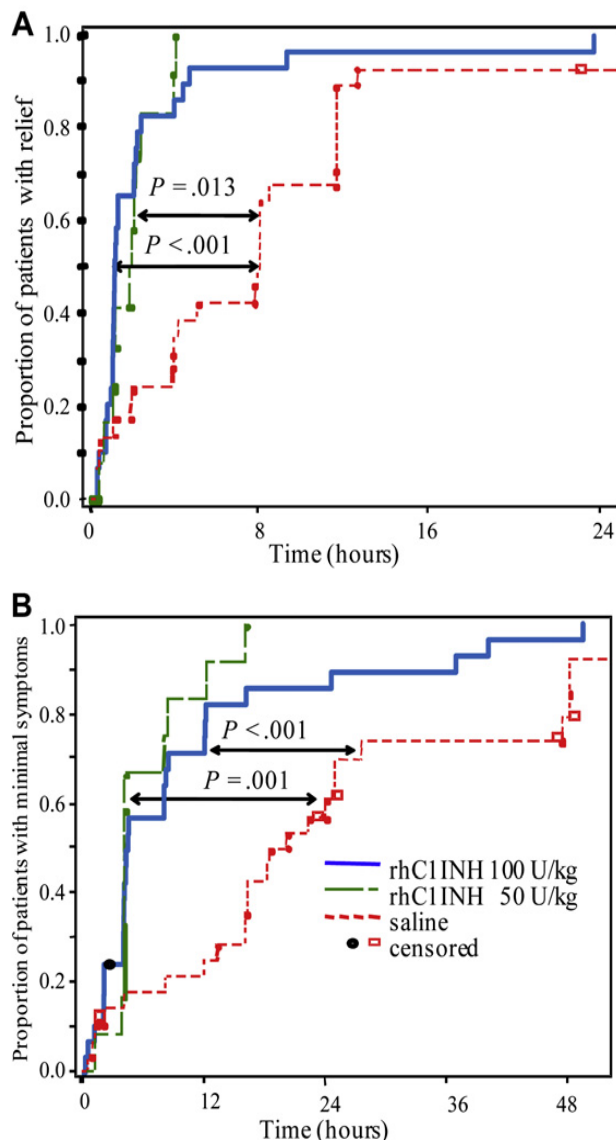 A
Proportion of patients with relief
1.0
0.8
0.6
0.4
0.2
0.0
P = .013
P < .001
0 8 16 24
Time (hours)
B
Proportion of patients with minimal symptoms
1.0
0.8
0.6
0.4
0.2
0.0
P < .001
P = .001
rhC1INH 100 U/kg
rhC1INH 50 U/kg
saline
censored
0 12 24 36 48
Time (hours)